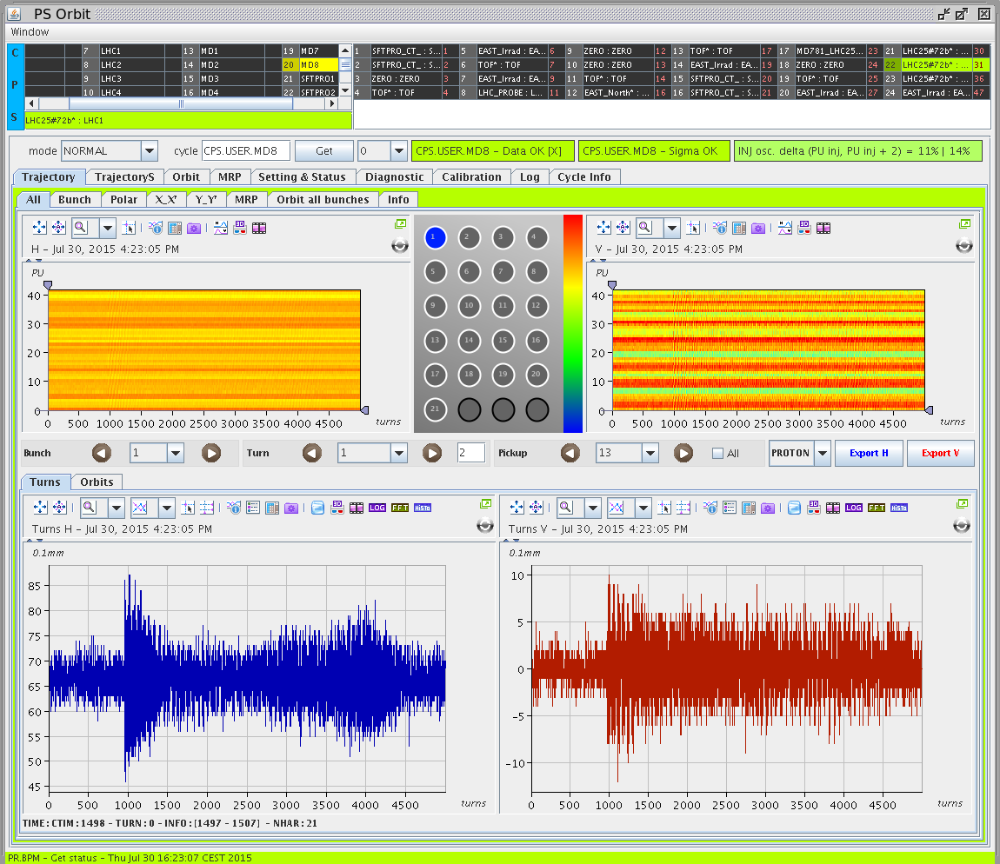 PS Orbit
Window
C P S
7 LHC1 13 MD1 19 MD7
8 LHC2 14 MD2 20 MD8
9 LHC3 15 MD3 21 SFTPRO1
10 LHC4 16 MD4 22 SFTPRO2
LHC25#72b* : LHC1
1 SFTPRO_CT_ : S... 1 5 EAST_Irrad : EA... 6 9 ZERO : ZERO 12 13 TOF* : TOF 17 17 MD781_LHC25... 23 21 LHC25#72b* : ... 30
2 SFTPRO_CT_ : S... 2 6 TOF* : TOF 7 10 ZERO : ZERO 13 14 EAST_Irrad : EA... 19 18 ZERO : ZERO 24 22 LHC25#72b* : ... 31
3 ZERO : ZERO 3 7 EAST_Irrad : EA... 9 11 TOF* : TOF 14 15 SFTPRO_CT_ : S... 20 19 TOF* : TOF 25 23 LHC25#72b* : ... 36
4 TOF* : TOF 4 8 LHC_PROBE : L... 11 12 EAST_North* : ... 16 16 SFTPRO_CT_ : S... 21 20 EAST_Irrad : EA... 27 24 EAST_Irrad : EA... 47
mode NORMAL cycle CPS.USER.MD8 Get 0 CPS.USER.MD8 – Data OK [X] CPS.USER.MD8 – Sigma OK INJ osc. delta (PU inj, PU inj + 2) = 11% | 14%
Trajectory TrajectoryS Orbit MRP Setting & Status Diagnostic Calibration Log Cycle Info
All Bunch Polar X_X' Y_Y' MRP Orbit all bunches Info
H – Jul 30, 2015 4:23:05 PM
PU
40
30
20
10
0
0 500 1000 1500 2000 2500 3000 3500 4000 4500
turns
1 2 3 4
5 6 7 8
9 10 11 12
13 14 15 16
17 18 19 20
21
V – Jul 30, 2015 4:23:05 PM
PU
40
30
20
10
0
0 500 1000 1500 2000 2500 3000 3500 4000 4500
turns
Bunch 1 Turn 1 2 Pickup 13 All PROTON Export H Export V
Turns Orbits
3D LOG FFT HiSto
Turns H – Jul 30, 2015 4:23:05 PM
0.1mm
85
80
75
70
65
60
55
50
45
0 500 1000 1500 2000 2500 3000 3500 4000 4500
turns
3D LOG FFT HiSto
Turns V – Jul 30, 2015 4:23:05 PM
0.1mm
10
5
0
-5
-10
0 500 1000 1500 2000 2500 3000 3500 4000 4500
turns
TIME: CTIM : 1498 – TURN : 0 – INFO : [1497 – 1507] – NHAR: 21
PR.BPM – Get status – Thu Jul 30 16:23:07 CEST 2015